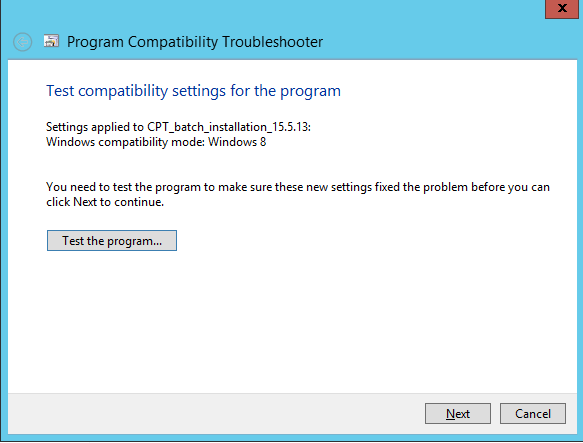 x
Program Compatibility Troubleshooter
Test compatibility settings for the program
Settings applied to CPT_batch_installation_15.5.13:
Windows compatibility mode: Windows 8
You need to test the program to make sure these new settings fixed the problem before you can
click Next to continue.
Test the program...
Next
Cancel